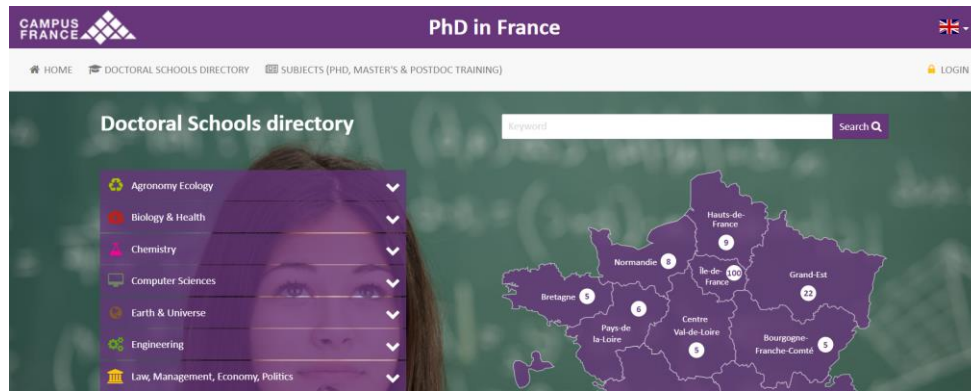 CAMPUS
FRANCE
PhD in France
HOME
DOCTORAL SCHOOLS DIRECTORY
SUBJECTS (PHD, MASTER'S & POSTDOC TRAINING)
LOGIN
Doctoral Schools directory
Keyword
Search
Agronomy Ecology
Biology & Health
Chemistry
Computer Sciences
Earth & Universe
Engineering
Law, Management, Economy, Politics
Hauts-de-
France
9
Normandie 8
Île-de-
France
100
Grand-Est
22
Bretagne 5
6
Pays-de
la-Loire
Centre
Val-de-Loire
5
Bourgogne-
Franche-Comté
5